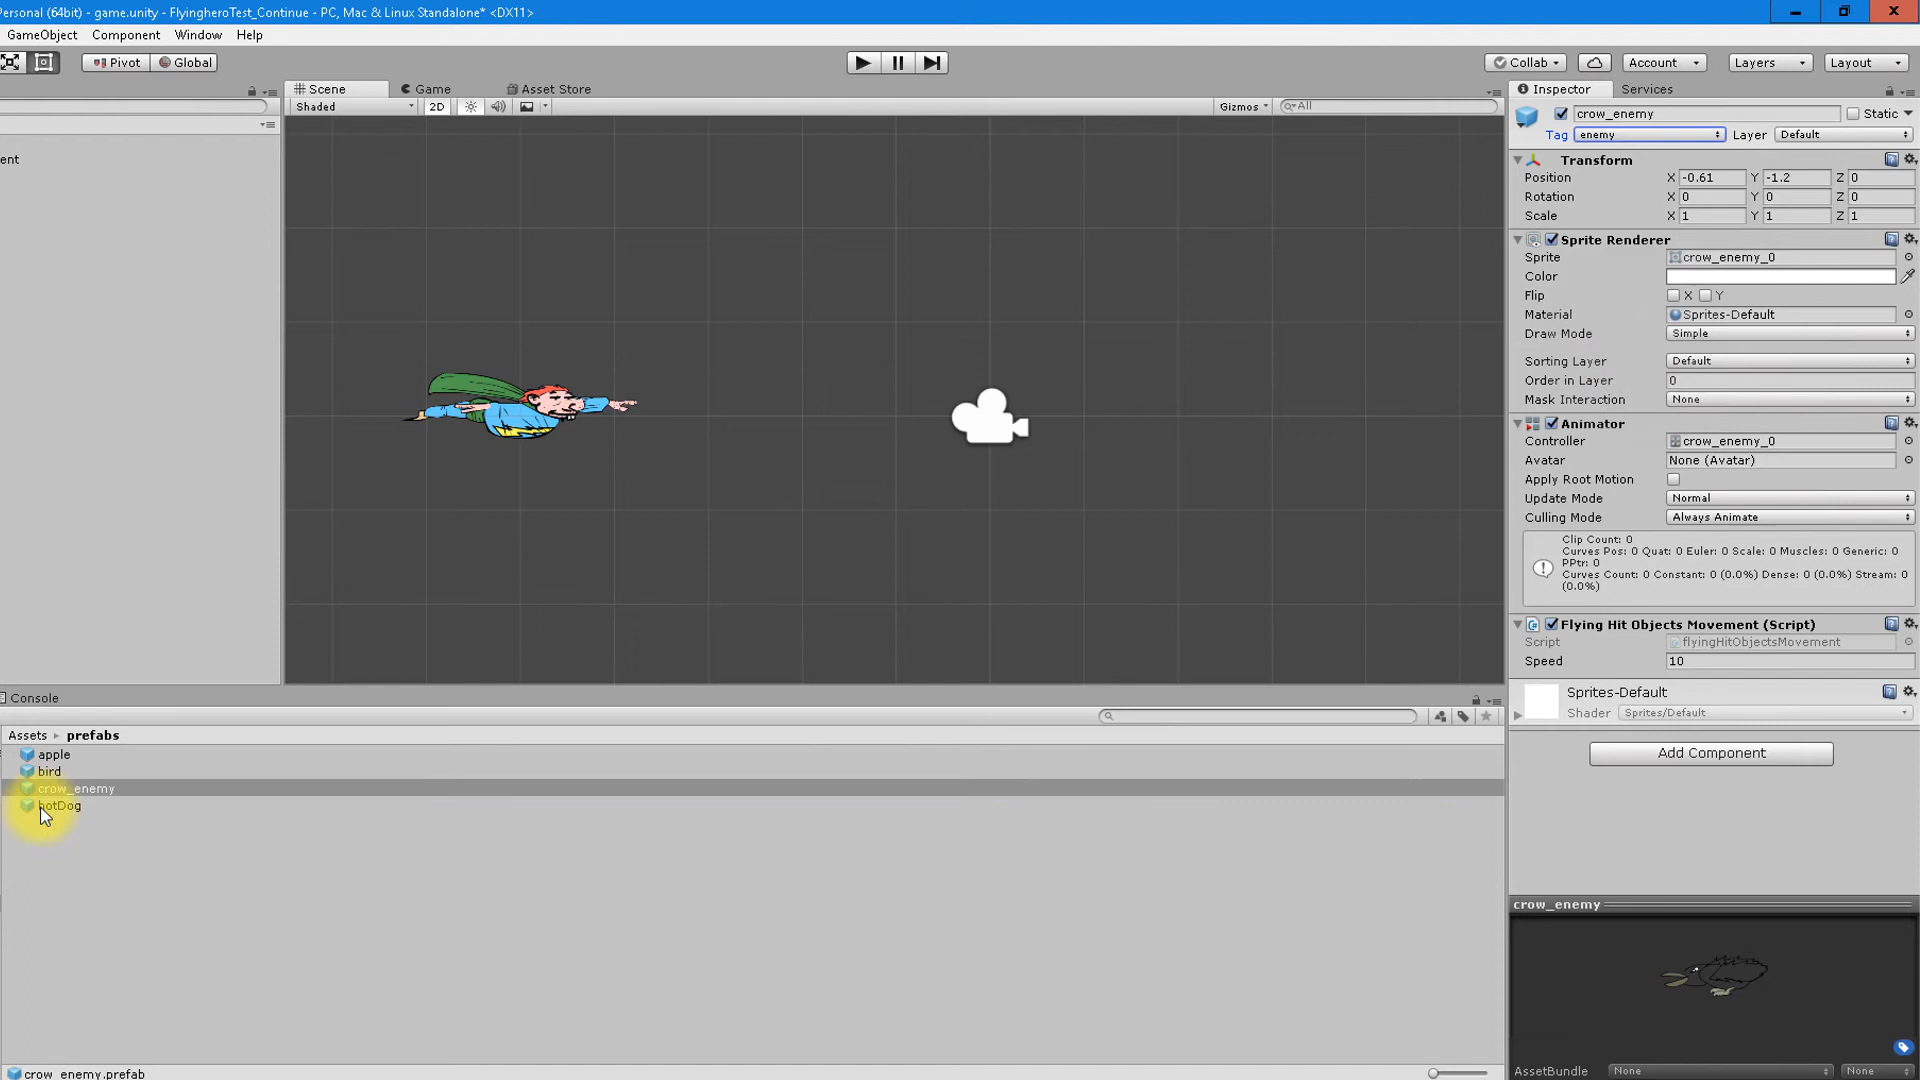 Personal (64bit) - game.unity - FlyingheroTest_Continue - PC, Mac & Linux Standalone* <DX11>
GameObject Component Window Help
Pivot Global Collab Account Layers Layout
Scene Game Asset Store
Shaded 2D Gizmos All
ent
Inspector Services
crow_enemy Static
Tag enemy Layer Default
Transform
Position X -0.61 Y -1.2 Z 0
Rotation X 0 Y 0 Z 0
Scale X 1 Y 1 Z 1
Sprite Renderer
Sprite crow_enemy_0
Color
Flip X Y
Material Sprites-Default
Draw Mode Simple
Sorting Layer Default
Order in Layer 0
Mask Interaction None
Animator
Controller crow_enemy_0
Avatar None (Avatar)
Apply Root Motion
Update Mode Normal
Culling Mode Always Animate
Clip Count: 0
Curves Pos: 0 Quat: 0 Euler: 0 Scale: 0 Muscles: 0 Generic: 0
PPtr: 0
Curves Count: 0 Constant: 0 (0.0%) Dense: 0 (0.0%) Stream: 0
(0.0%)
Flying Hit Objects Movement (Script)
Script flyingHitObjectsMovement
Speed 10
Sprites-Default
Shader Sprites/Default
Add Component
crow_enemy
AssetBundle None None
Console
Assets prefabs
apple
bird
crow_enemy
hotDog
crow_enemy.prefab